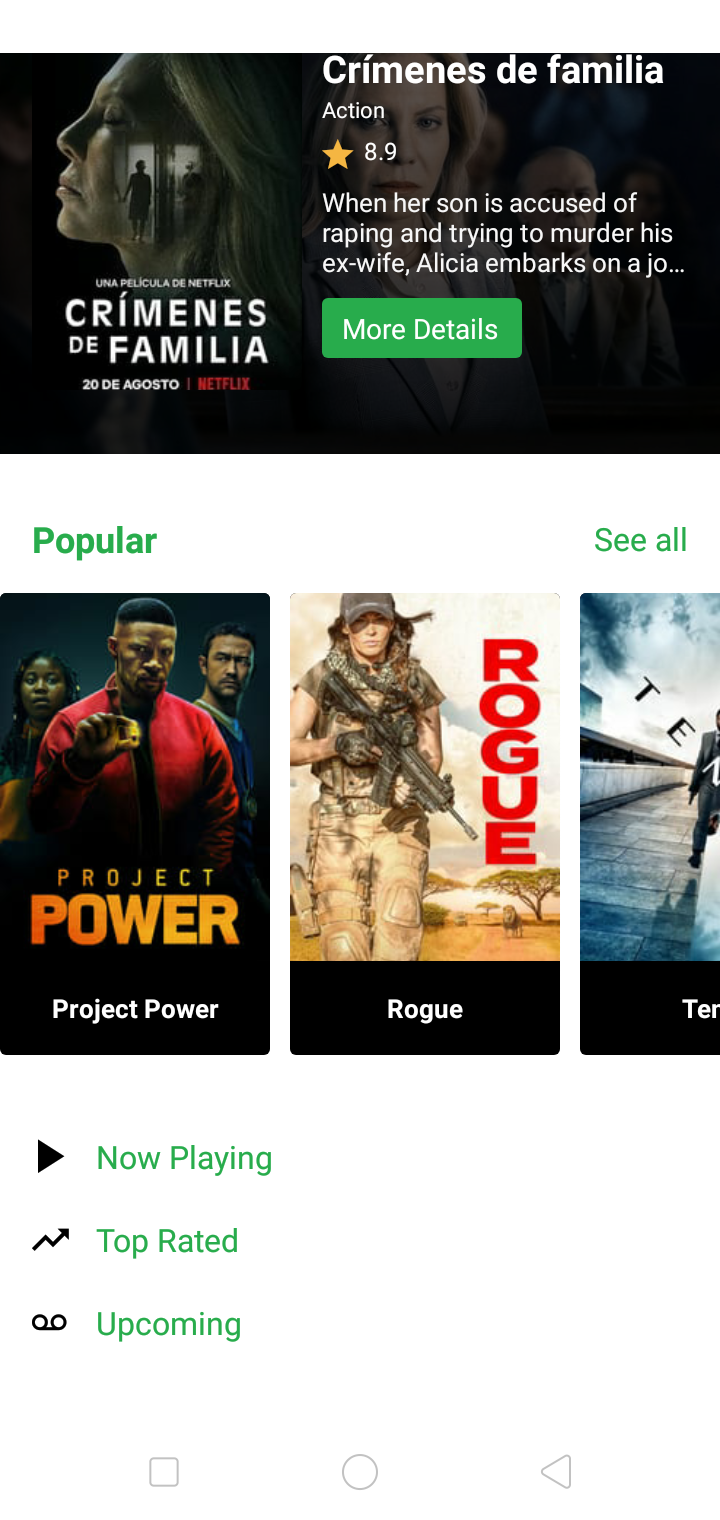 Crímenes de familia
Action
8.9
When her son is accused of
raping and trying to murder his
ex-wife, Alicia embarks on a jo...
More Details
UNA PELÍCULA DE NETFLIX
CRÍMENES
DE FAMILIA
20 DE AGOSTO | NETFLIX
Popular
See all
PROJECT
POWER
Project Power
ROGUE
Rogue
TEN
Ten
Now Playing
Top Rated
Upcoming